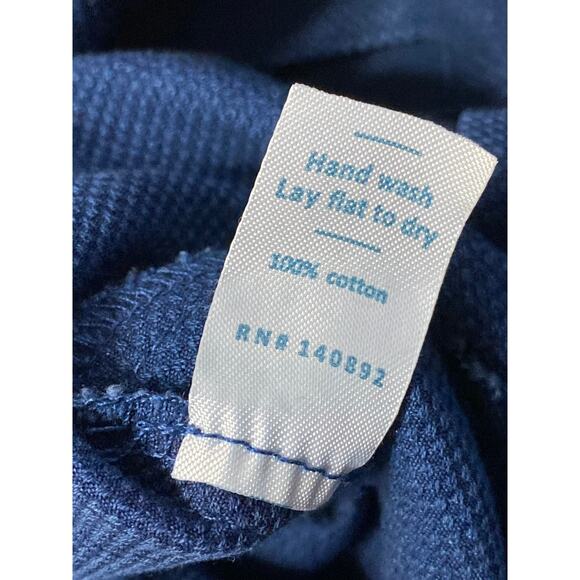 Hand wash
Lay flat to dry
100% cotton
RN# 140892